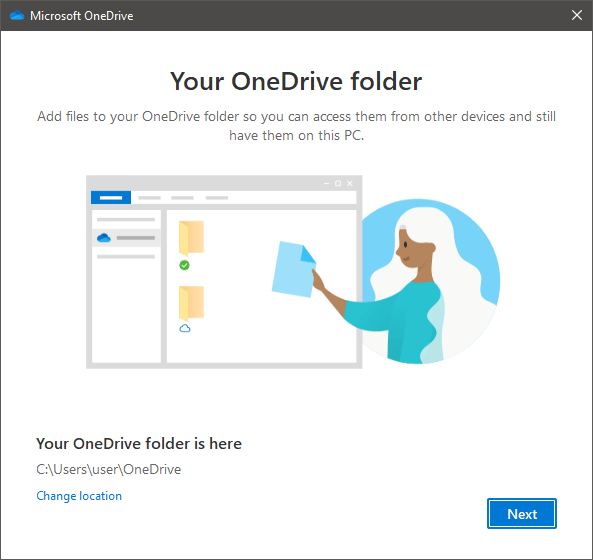 Microsoft OneDrive
Your OneDrive folder
Add files to your OneDrive folder so you can access them from other devices and still
have them on this PC.
Your OneDrive folder is here
C:\Users\user\OneDrive
Change location
Next